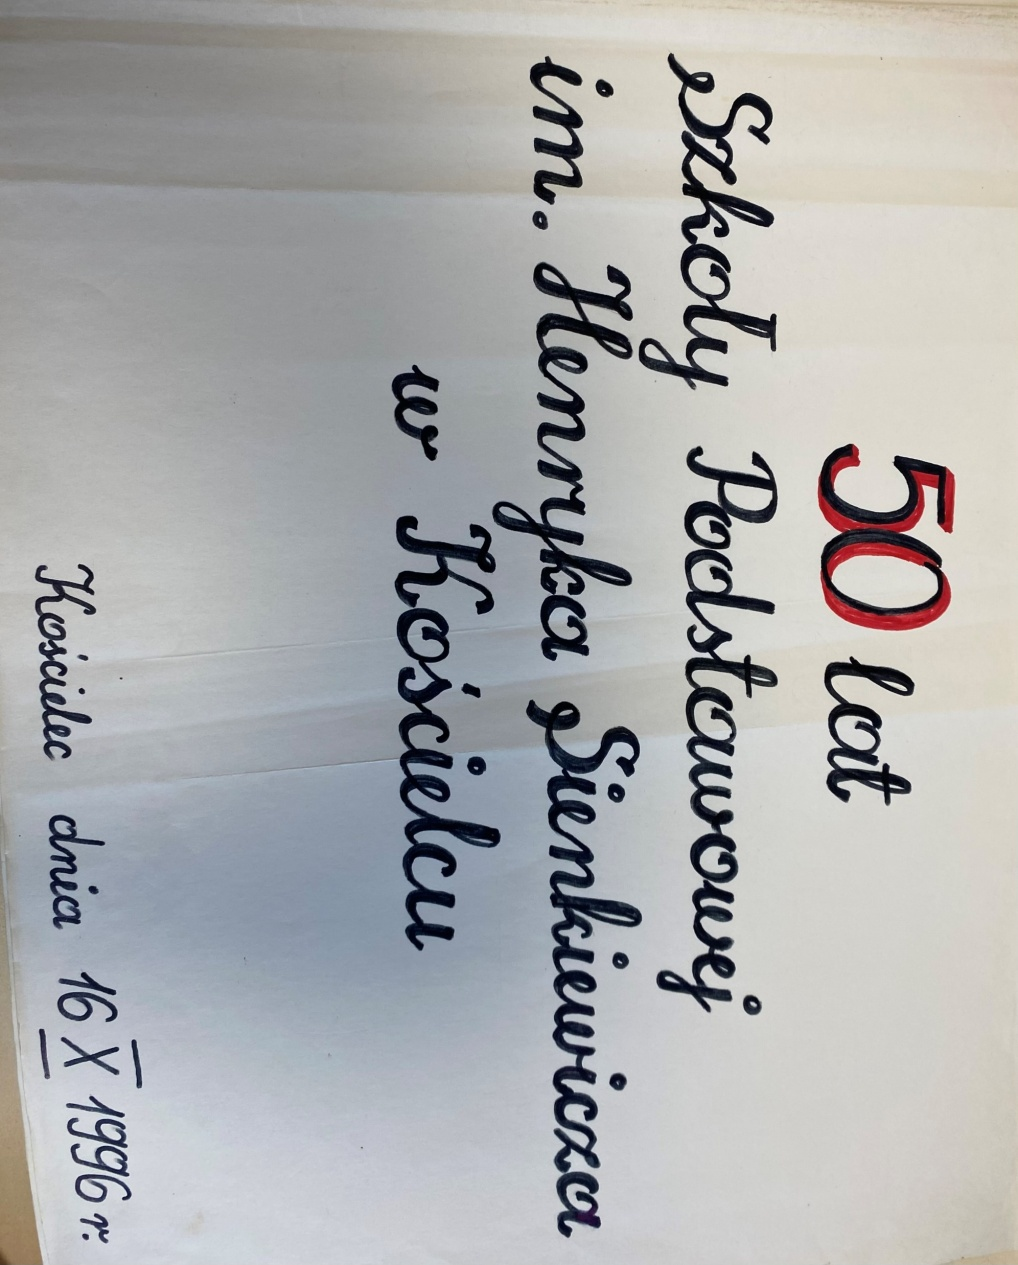 50 lat
Szkoły Podstawowej
im. Henryka Sienkiewicza
w Kościelcu
Kościelec dnia 16 X 1996 r.